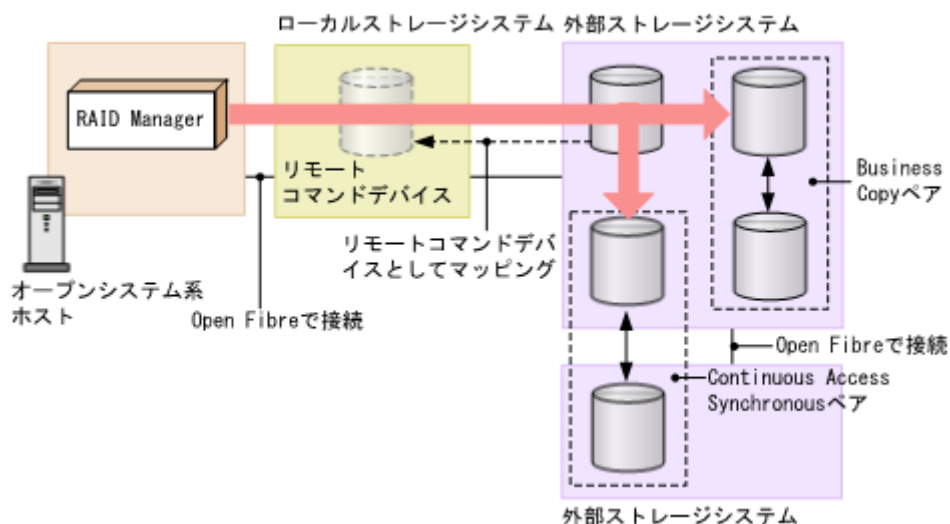 ローカルストレージシステム
外部ストレージシステム
RAID Manager
リモート
コマンドデバイス
Business
Copyペア
リモートコマンドデバ
イスとしてマッピング
オープンシステム系
ホスト
Open Fibreで接続
Open Fibreで接続
Continuous Access
Synchronousペア
外部ストレージシステム